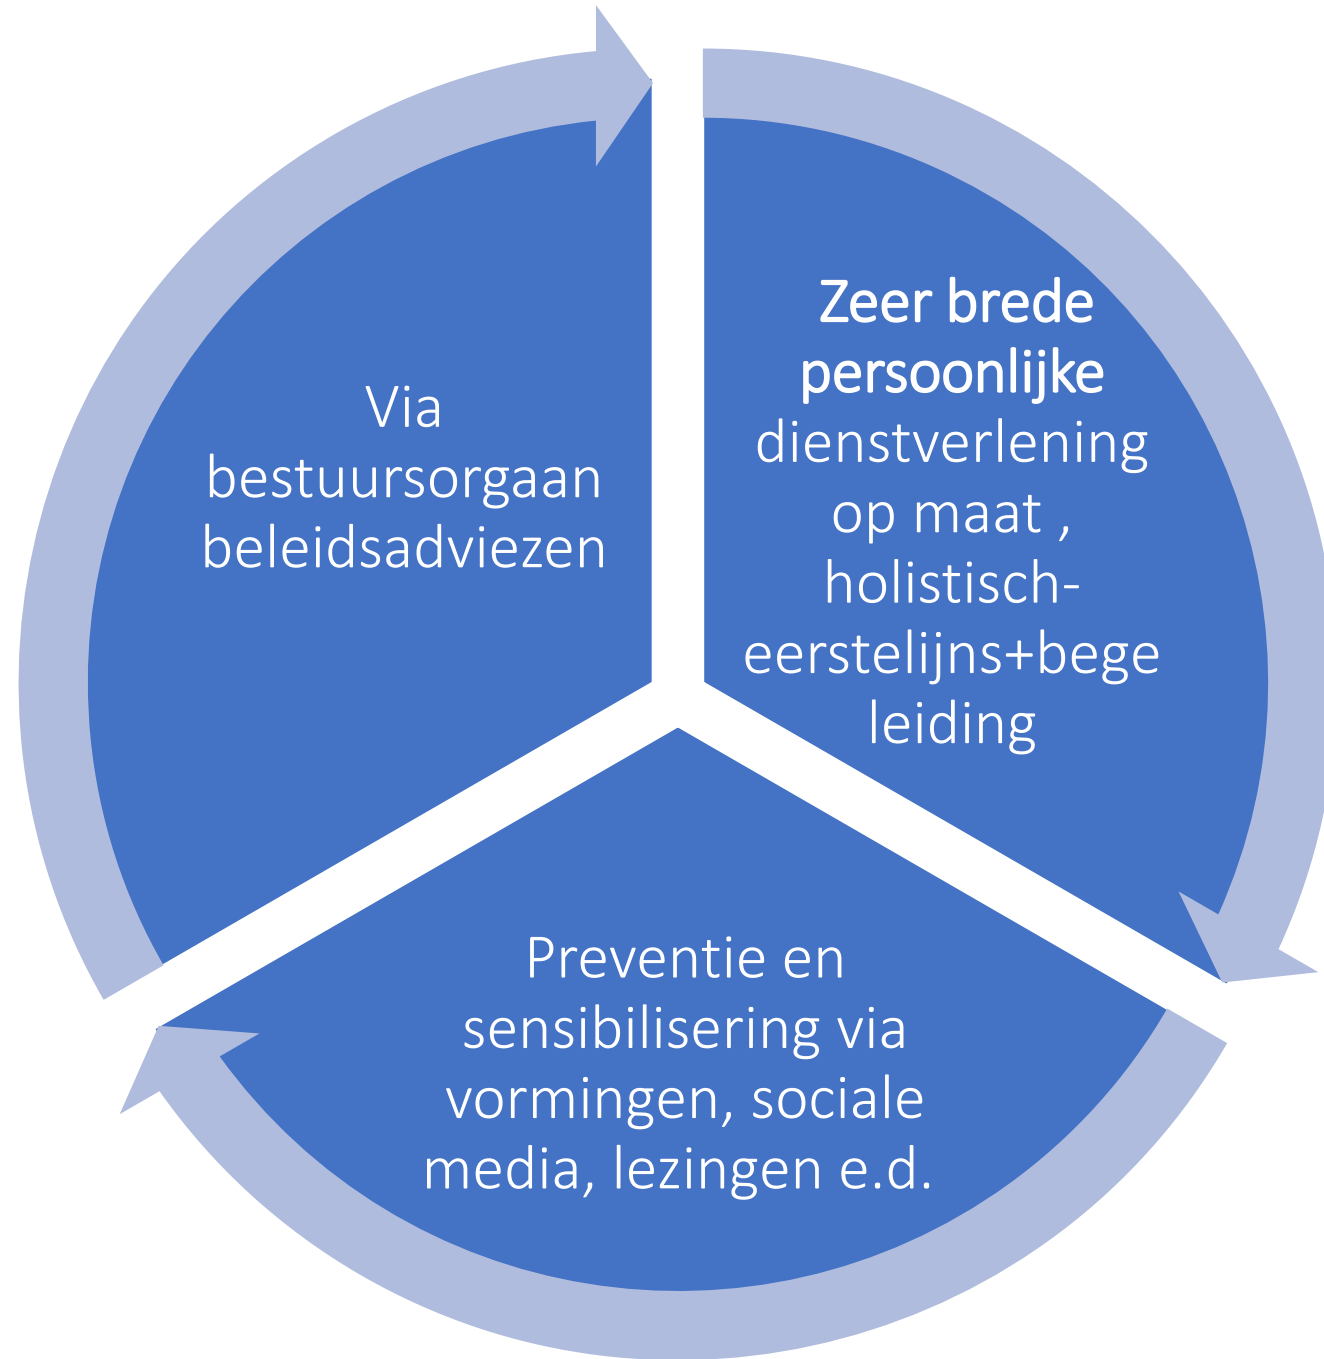 Via
bestuursorgaan
beleidsadviezen
Zeer brede
persoonlijke
dienstverlening
op maat ,
holistisch-
eerstelijns+bege
leiding
Preventie en
sensibilisering via
vormingen, sociale
media, lezingen e.d.